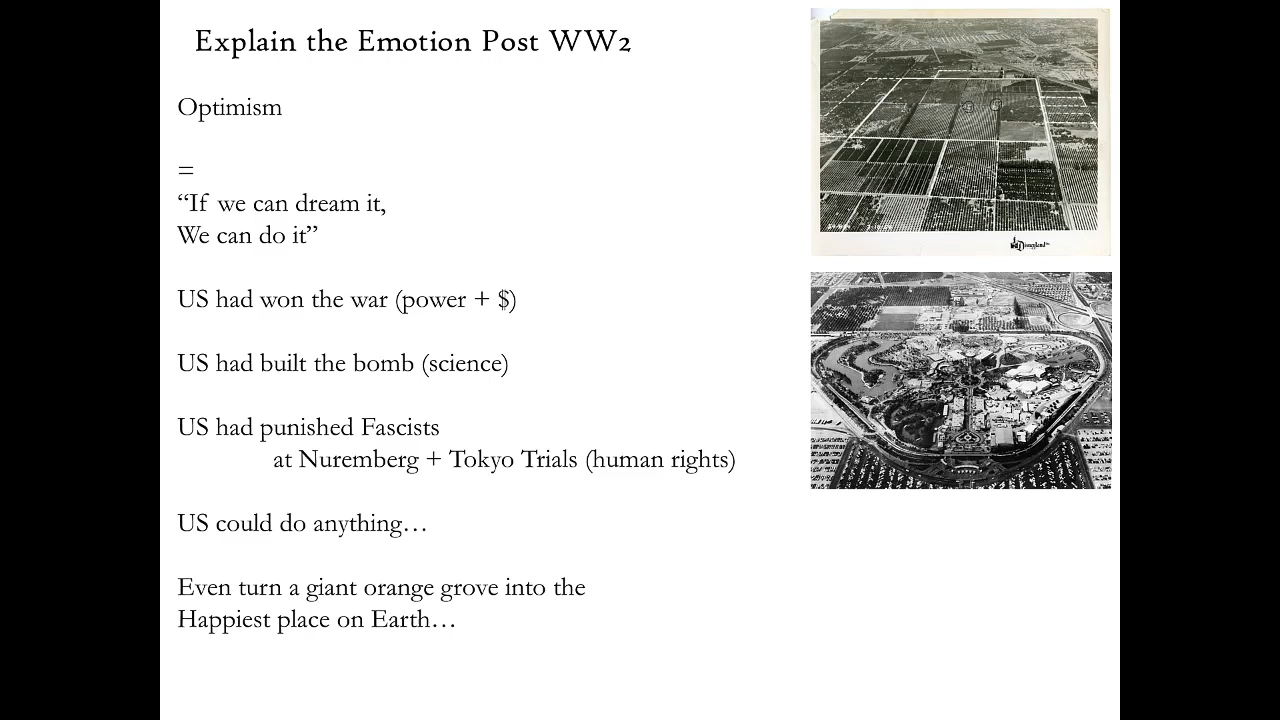 Explain the Emotion Post WW2
Optimism
=
“If we can dream it,
We can do it”
US had won the war (power + $)
US had built the bomb (science)
US had punished Fascists
at Nuremberg + Tokyo Trials (human rights)
US could do anything…
Even turn a giant orange grove into the
Happiest place on Earth…
Disneyland